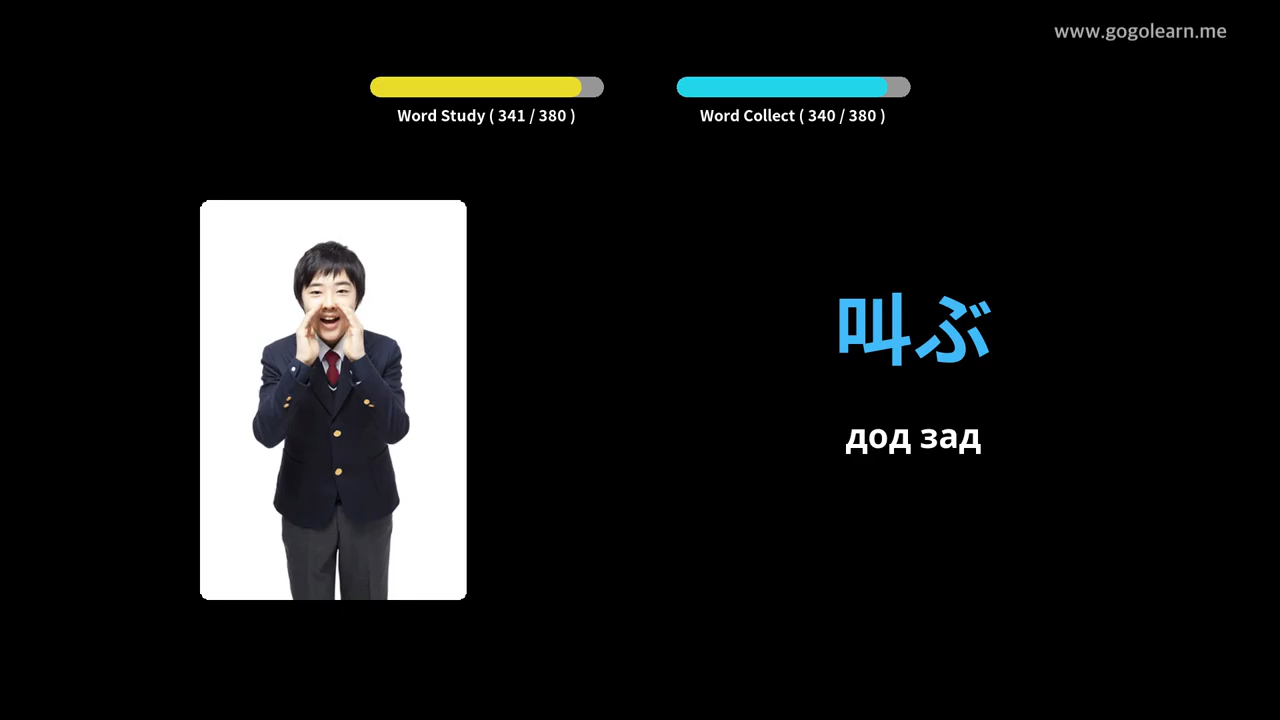 www.gogolearn.me
Word Study ( 341 / 380 )
Word Collect ( 340 / 380 )
叫ぶ
дод зад